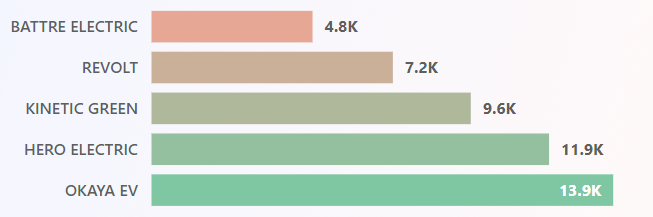 BATTRE ELECTRIC 4.8K
REVOLT 7.2K
KINETIC GREEN 9.6K
HERO ELECTRIC 11.9K
OKAYA EV 13.9K